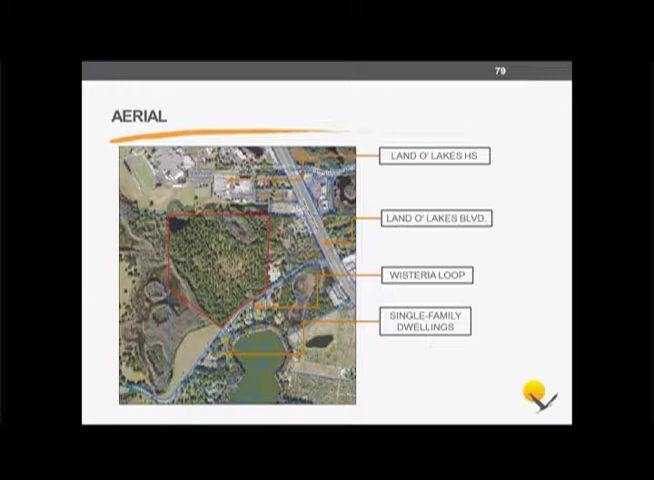 79
AERIAL
LAND O' LAKES HS
LAND O' LAKES BLVD.
WISTERIA LOOP
SINGLE-FAMILY
DWELLINGS